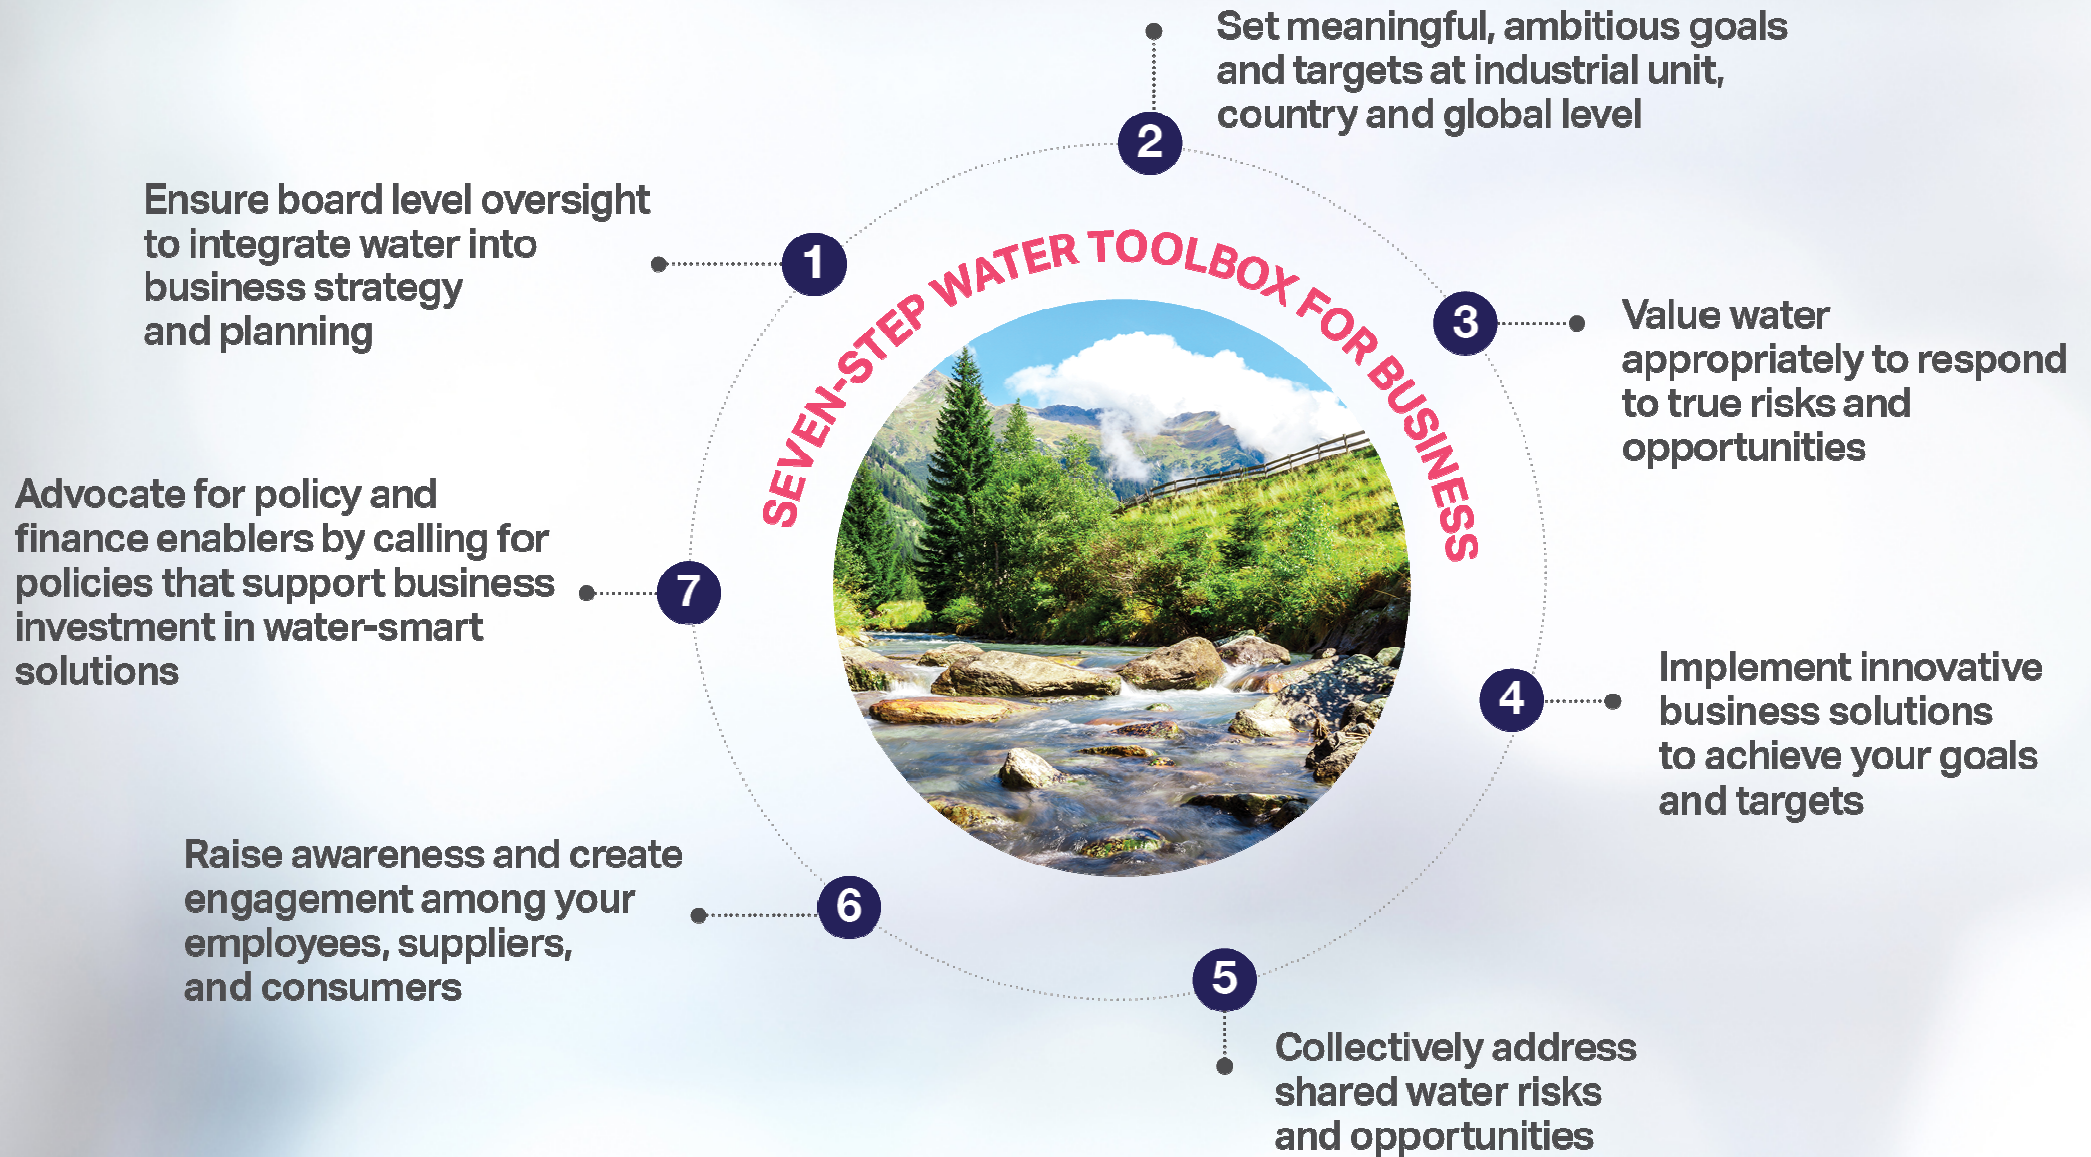 SEVEN-STEP WATER TOOLBOX FOR BUSINESS
1
Ensure board level oversight
to integrate water into
business strategy
and planning
2
Set meaningful, ambitious goals
and targets at industrial unit,
country and global level
3
Value water
appropriately to respond
to true risks and
opportunities
4
Implement innovative
business solutions
to achieve your goals
and targets
5
Collectively address
shared water risks
and opportunities
6
Raise awareness and create
engagement among your
employees, suppliers,
and consumers
7
Advocate for policy and
finance enablers by calling for
policies that support business
investment in water-smart
solutions